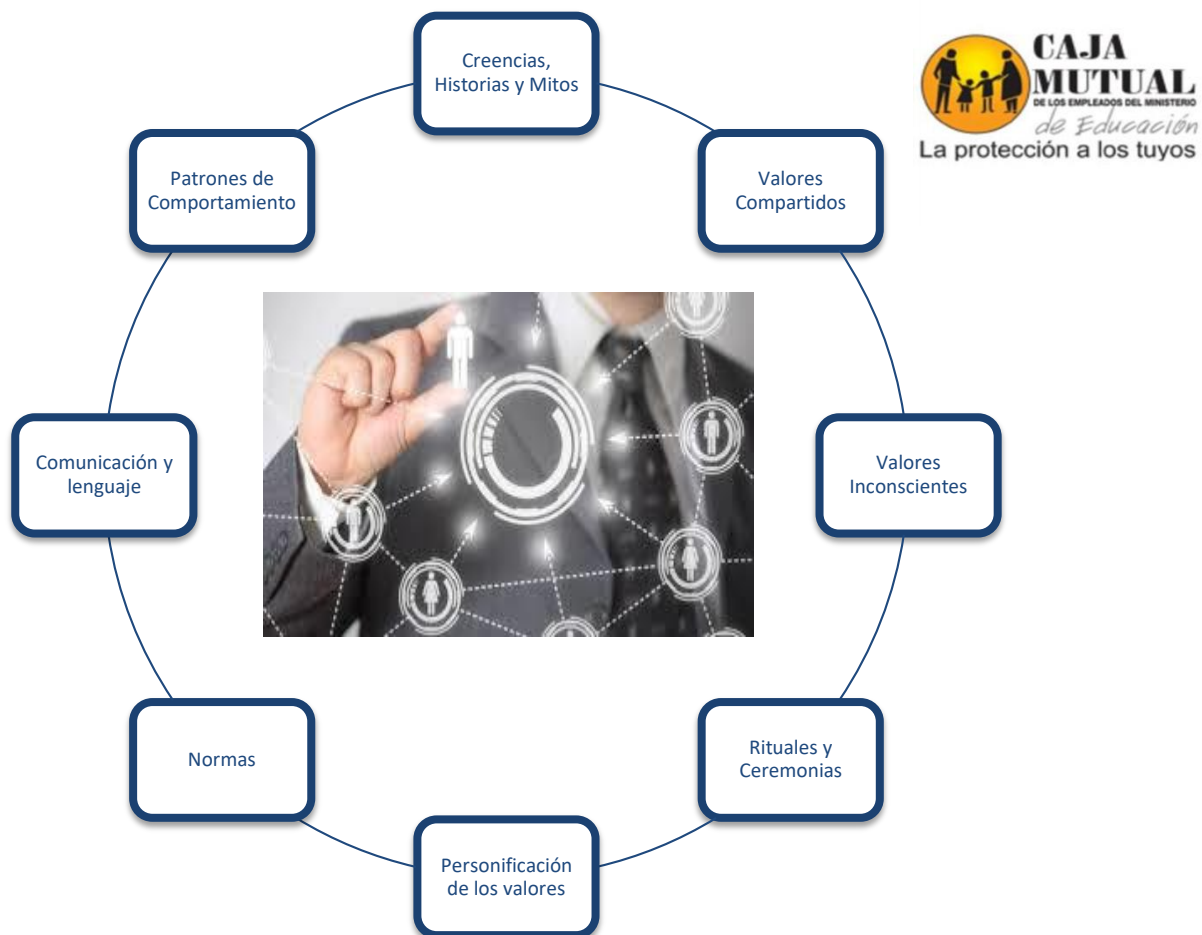 Creencias,
Historias y Mitos
CAJA
MUTUAL
DE LOS EMPLEADOS DEL MINISTERIO
de Educación
La protección a los tuyos
Patrones de
Comportamiento
Valores
Compartidos
Comunicación y
lenguaje
Valores
Inconscientes
Normas
Rituales y
Ceremonias
Personificación
de los valores